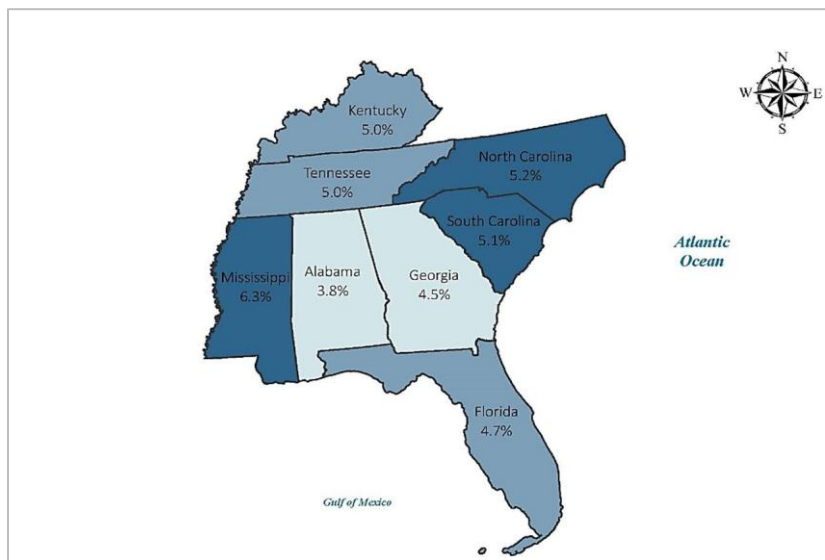 N
W
E
S
Kentucky
5.0%
North Carolina
5.2%
Tennessee
5.0%
South Carolina
5.1%
Atlantic
Ocean
Mississippi
6.3%
Alabama
3.8%
Georgia
4.5%
Florida
4.7%
Gulf of Mexico